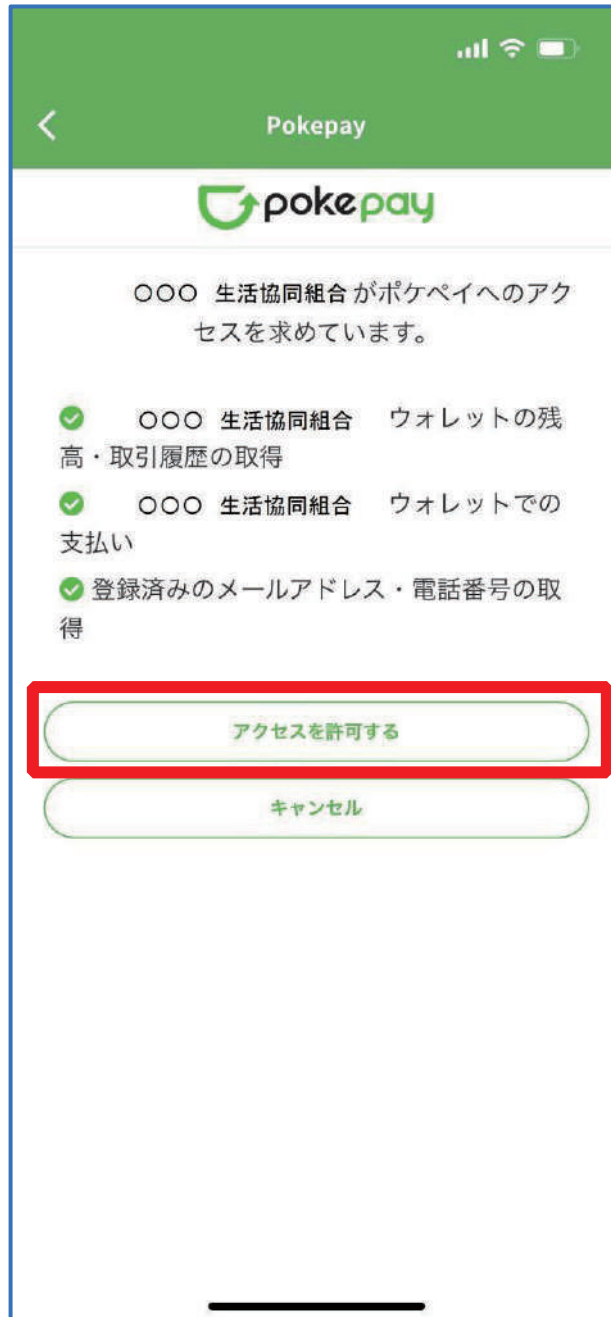 Pokepay
pokepay
○○○ 生活協同組合がポケペイへのアク
セスを求めています。
○○○ 生活協同組合 ウォレットの残
高・取引履歴の取得
○○○ 生活協同組合 ウォレットでの
支払い
登録済みのメールアドレス・電話番号の取
得
アクセスを許可する
キャンセル